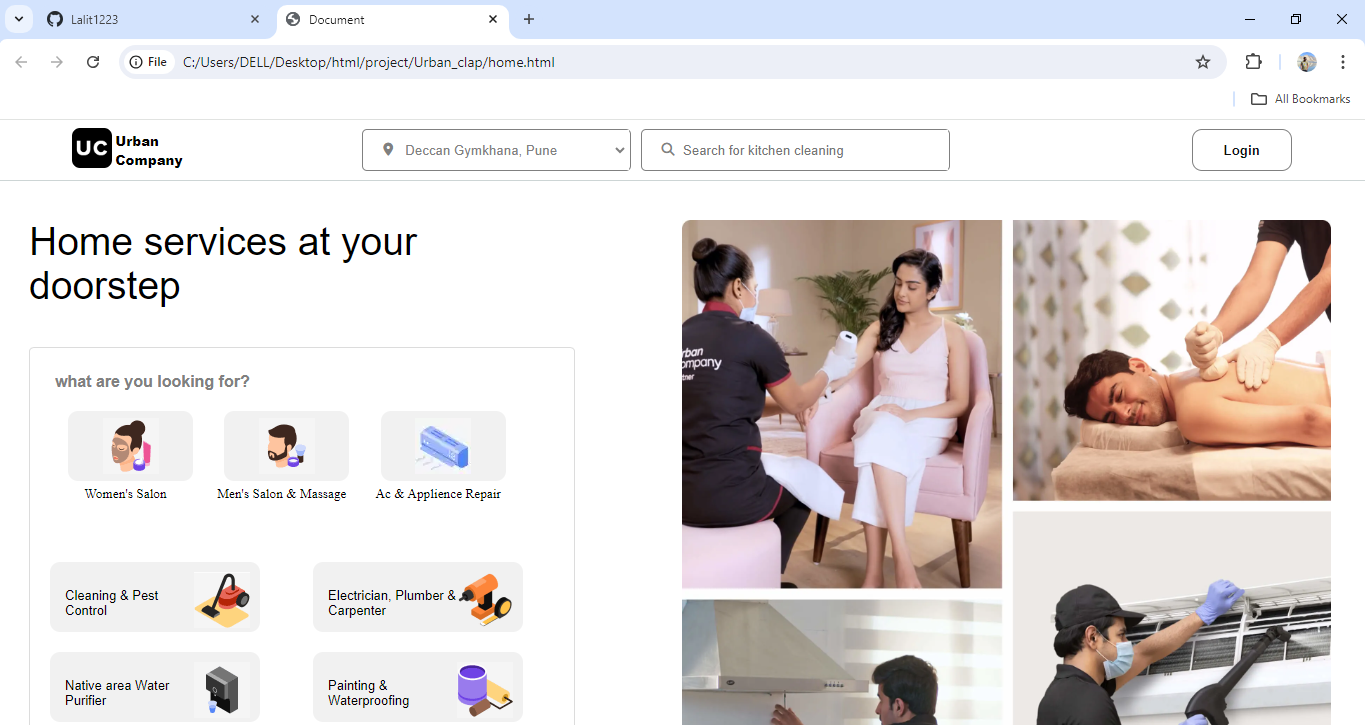 Lalit1223
Document
File
C:/Users/DELL/Desktop/html/project/Urban_clap/home.html
All Bookmarks
UC
Urban
Company
Deccan Gymkhana, Pune
Search for kitchen cleaning
Login
Home services at your
doorstep
what are you looking for?
Women's Salon
Men's Salon & Massage
Ac & Applience Repair
Cleaning & Pest
Control
Electrician, Plumber &
Carpenter
Native area Water
Purifier
Painting &
Waterproofing